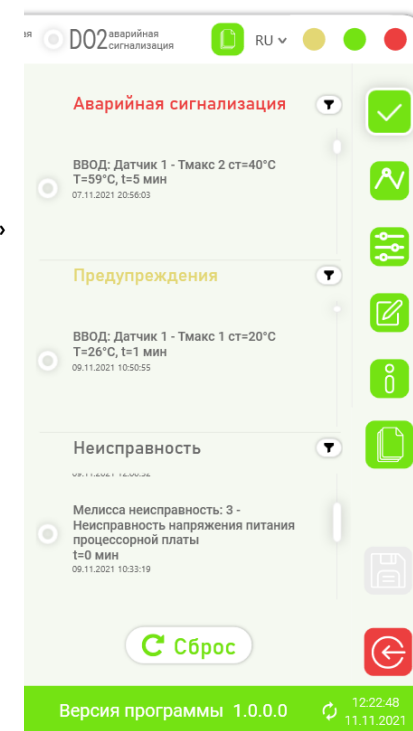 ая DO2 аварийная сигнализация RU
Аварийная сигнализация
ВВОД: Датчик 1 - Тмакс 2 ст=40°C
T=59°C, t=5 мин
07.11.2021 20:56:03
Предупреждения
ВВОД: Датчик 1 - Тмакс 1 ст=20°C
T=26°C, t=1 мин
09.11.2021 10:50:55
Неисправность
Мелисса неисправность: 3 -
Неисправность напряжения питания
процессорной платы
t=0 мин
09.11.2021 10:33:19
Сброс
Версия программы 1.0.0.0
12:22:48
11.11.2021